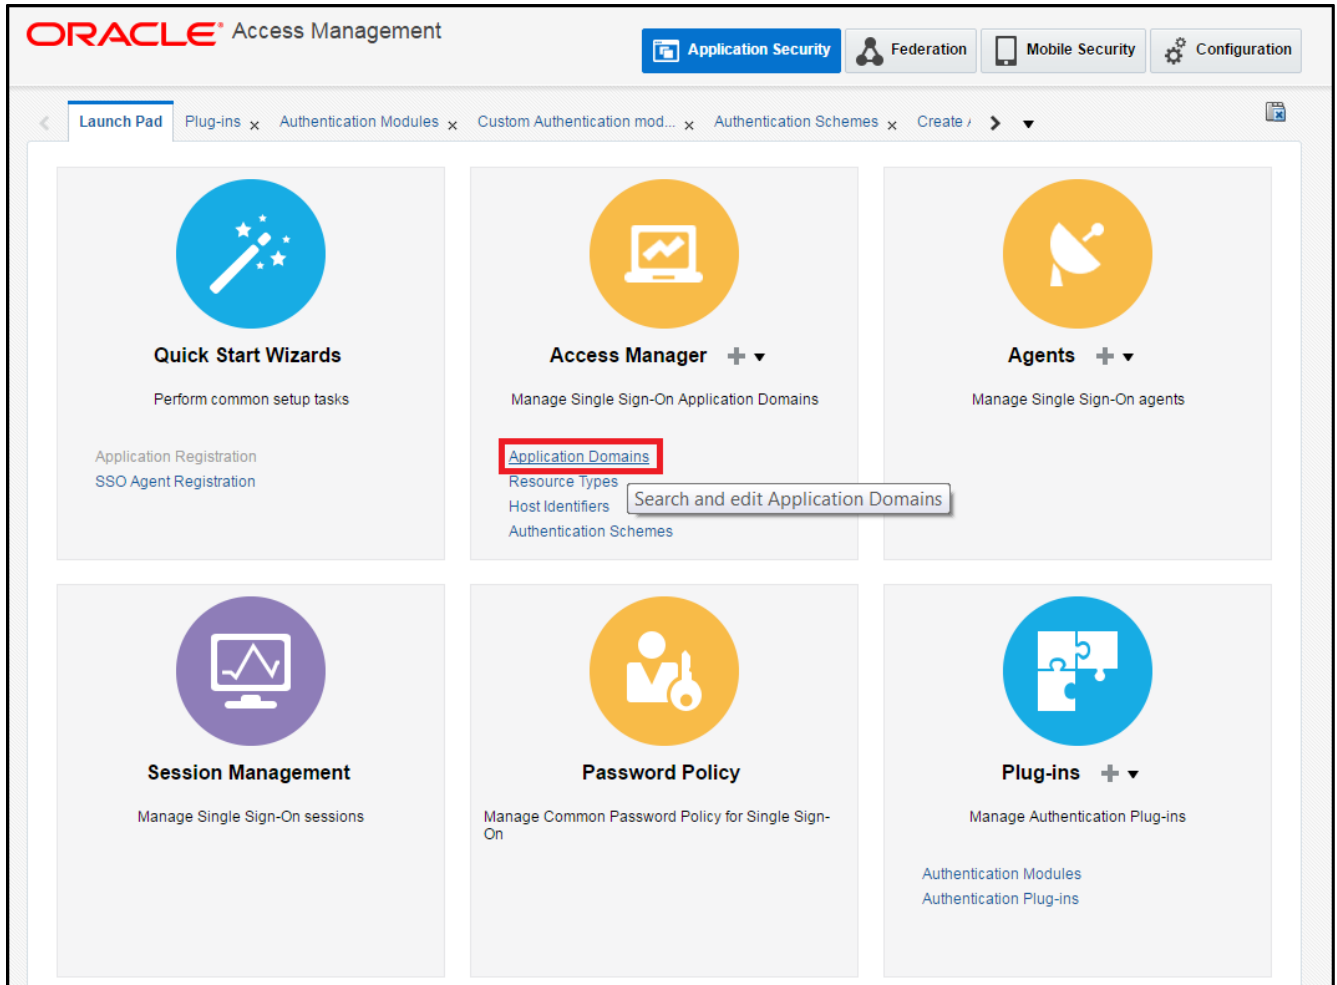 ORACLE® Access Management
Application Security
Federation
Mobile Security
Configuration
Launch Pad
Plug-ins x
Authentication Modules x
Custom Authentication mod... x
Authentication Schemes x
Create
Quick Start Wizards
Perform common setup tasks
Application Registration
SSO Agent Registration
Access Manager
Manage Single Sign-On Application Domains
Application Domains
Resource Types
Search and edit Application Domains
Host Identifiers
Authentication Schemes
Agents
Manage Single Sign-On agents
Session Management
Manage Single Sign-On sessions
Password Policy
Manage Common Password Policy for Single Sign-
On
Plug-ins
Manage Authentication Plug-ins
Authentication Modules
Authentication Plug-ins